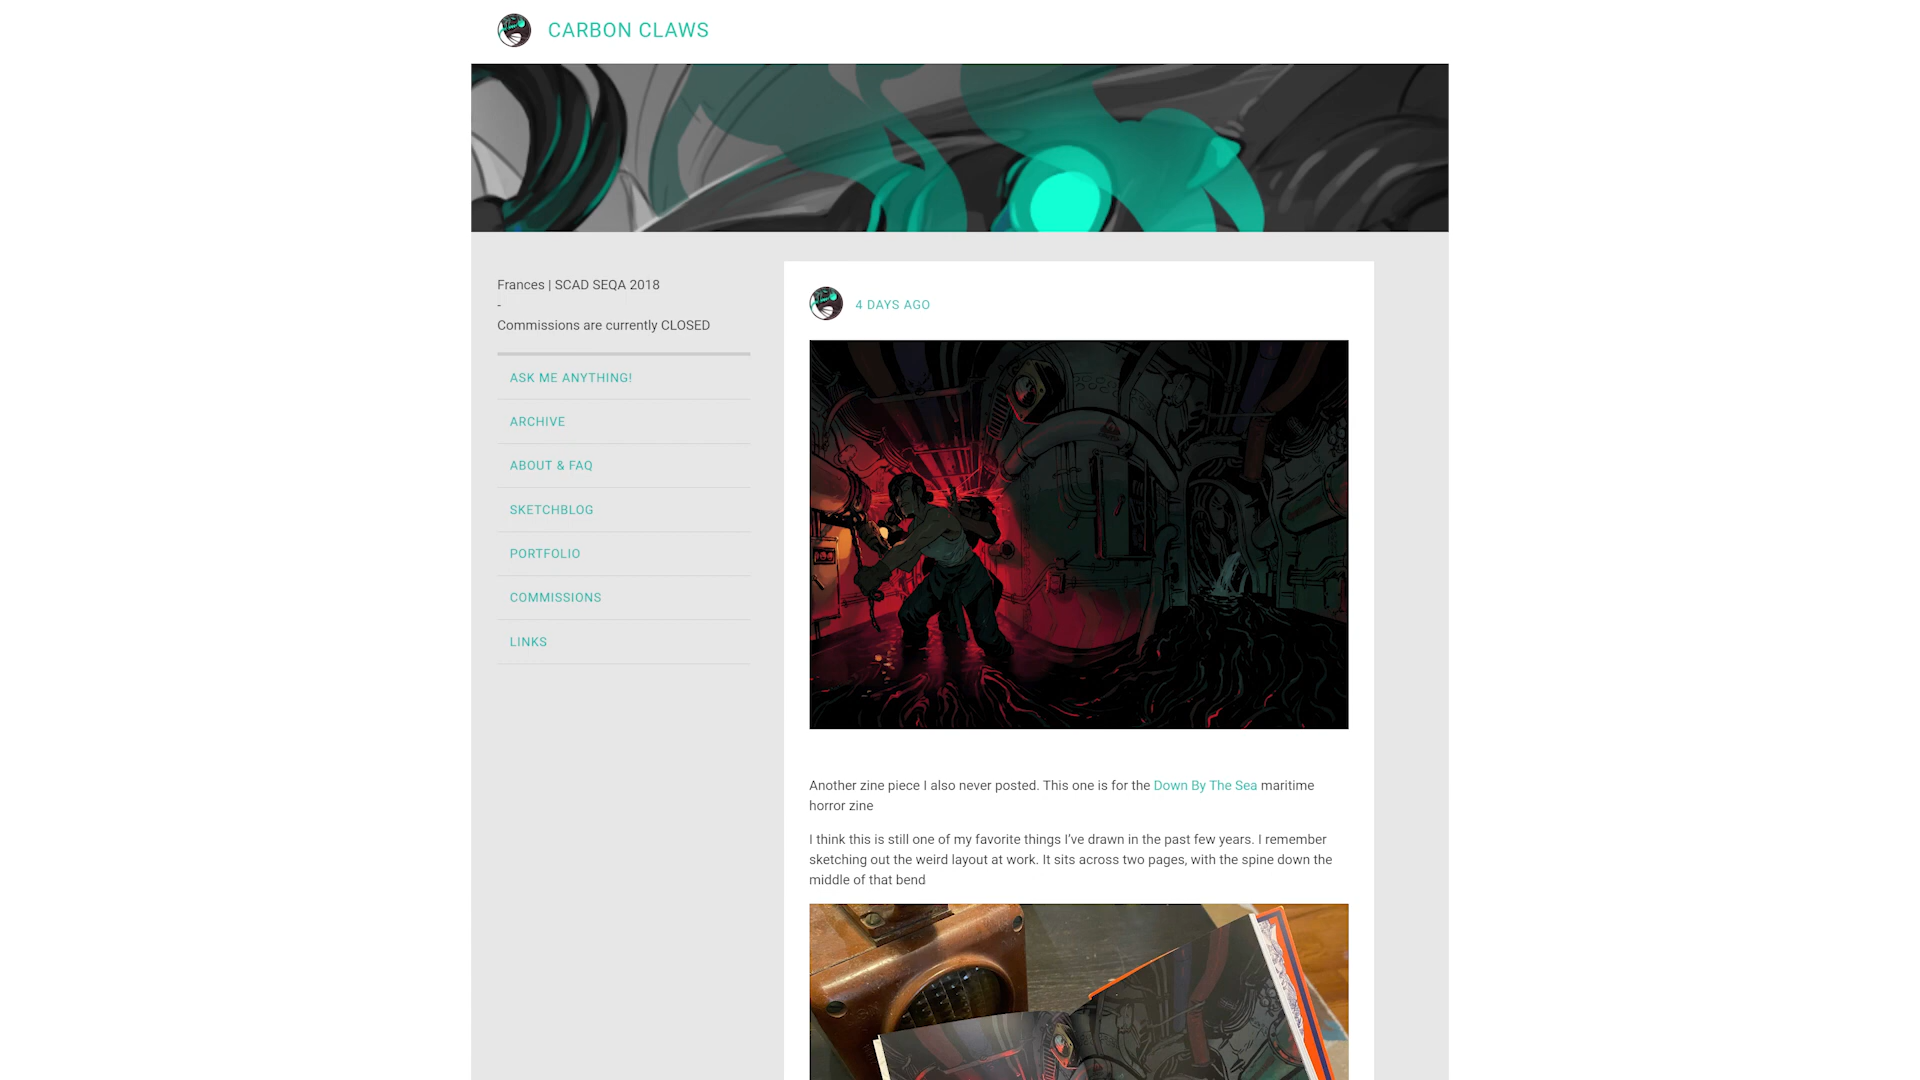 CARBON CLAWS
Frances | SCAD SEQA 2018
-
Commissions are currently CLOSED
ASK ME ANYTHING!
ARCHIVE
ABOUT & FAQ
SKETCHBLOG
PORTFOLIO
COMMISSIONS
LINKS
4 DAYS AGO
Another zine piece I also never posted. This one is for the Down By The Sea maritime
horror zine
I think this is still one of my favorite things I’ve drawn in the past few years. I remember
sketching out the weird layout at work. It sits across two pages, with the spine down the
middle of that bend